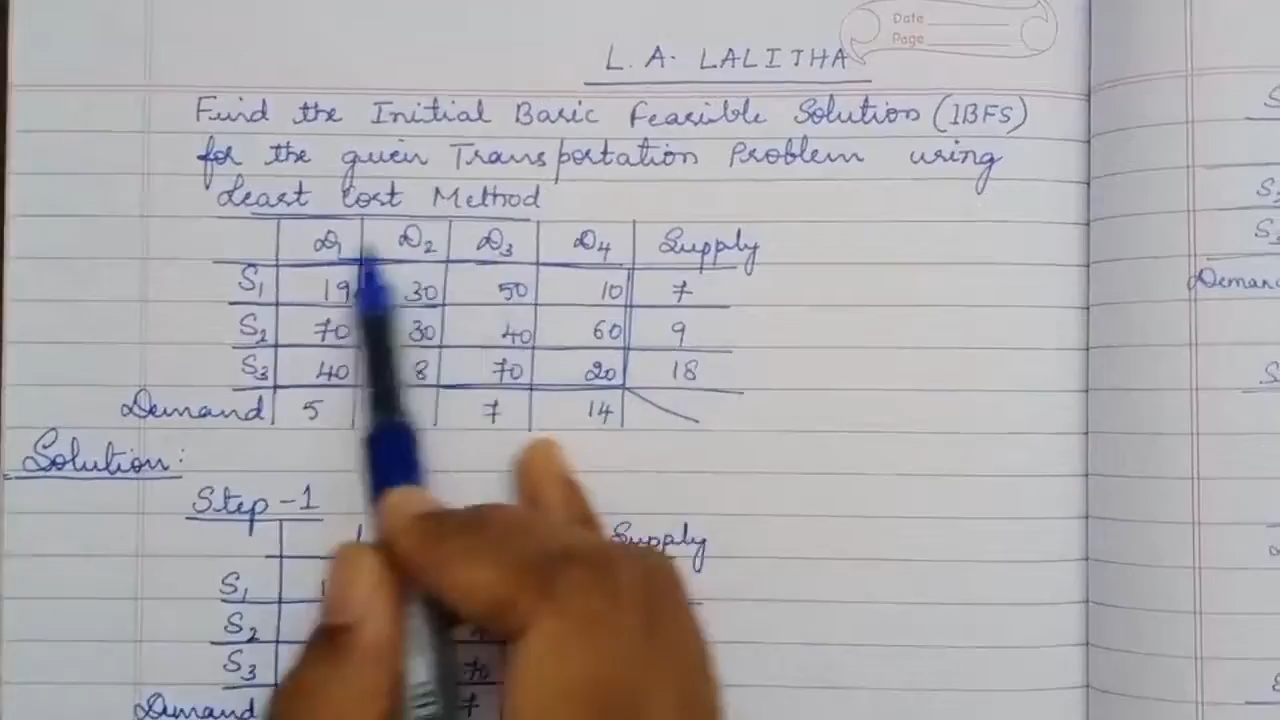 Date
Page
L. A. LALITHA
Find the Initial Basic Feasible Solution (IBFS)
for the given Transportation Problem using
Least Cost Method
D1 D2 D3 D4 Supply
S1 19 30 50 10 7
S2 70 30 40 60 9
S3 40 8 70 20 18
Demand 5 7 14
Solution:
Step - 1
Supply
S1
S2
S3 70
Demand 7
S
Demand